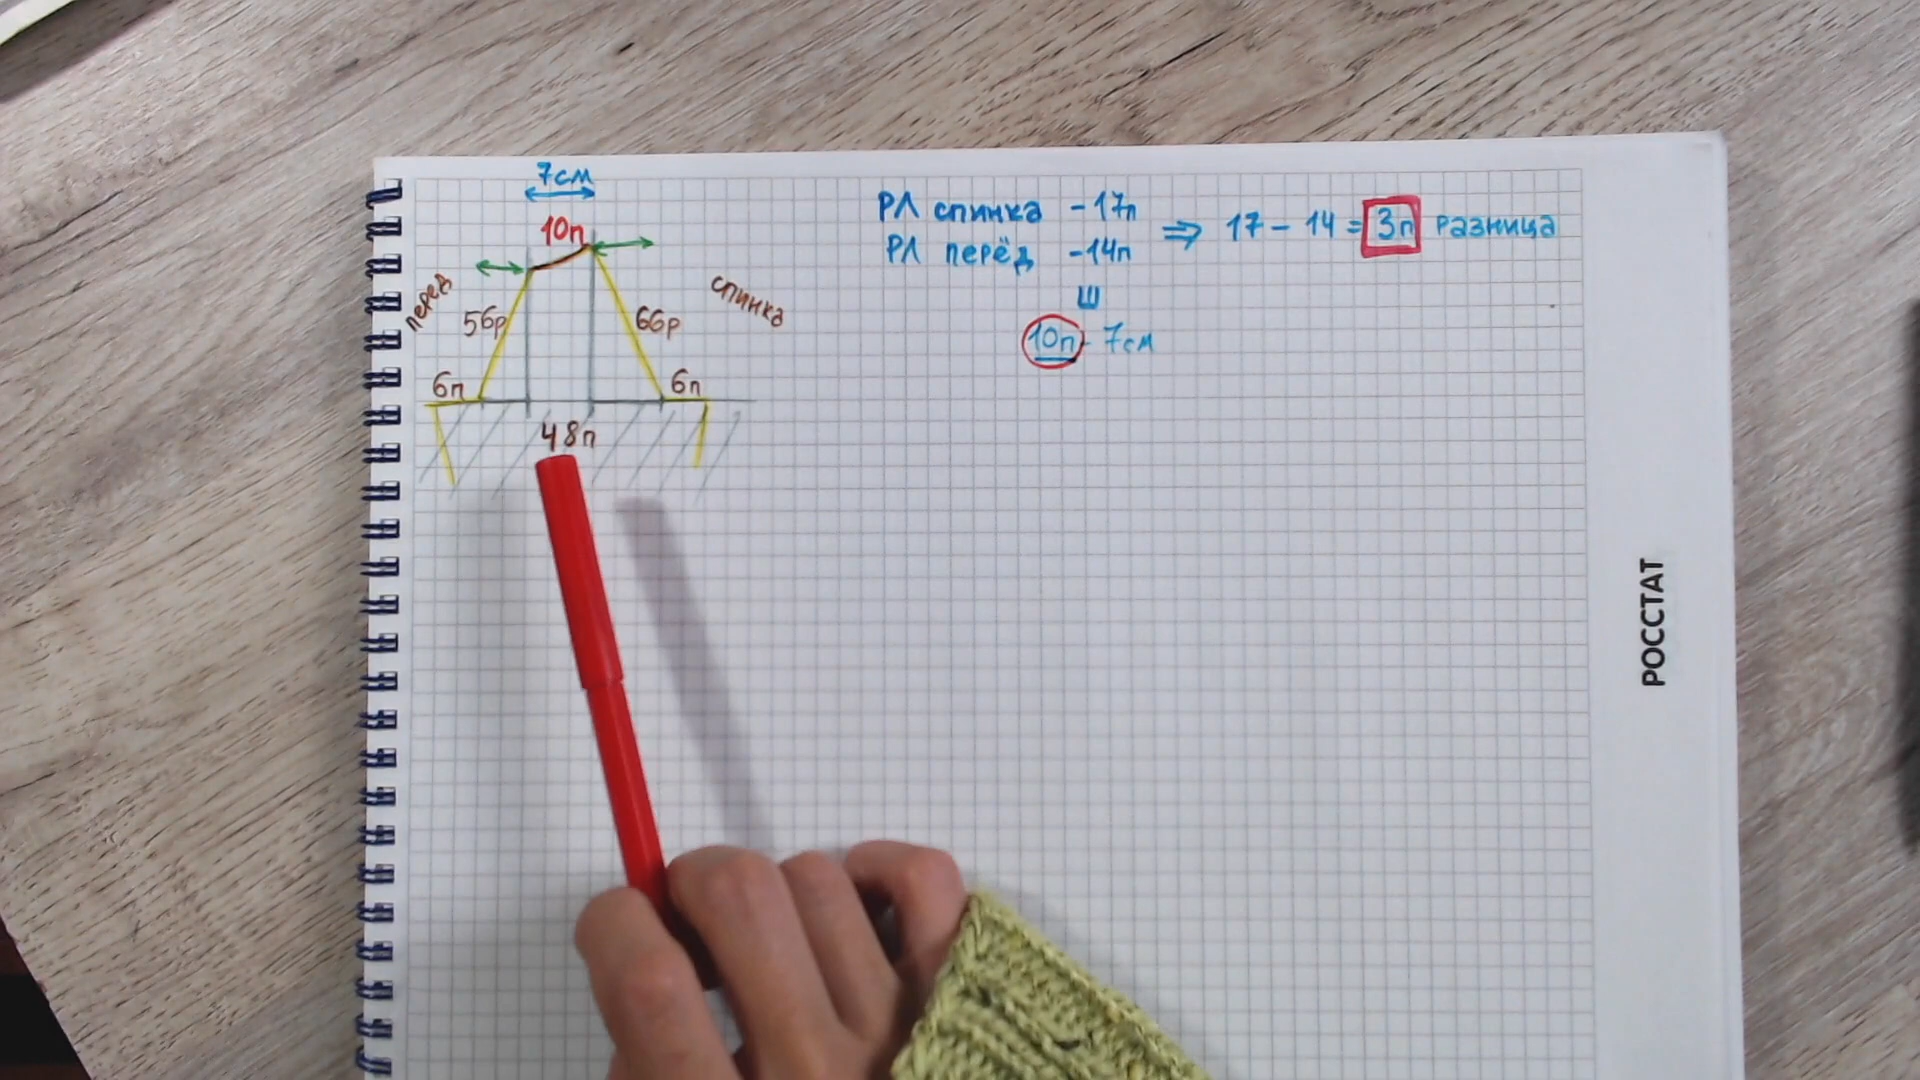 7см
10п
перед
спинка
56р
66р
6п
6п
48п
РЛ спинка - 17п
РЛ перёд - 14п
⇒ 17 - 14 = 3п разница
10п - 7см
РОССТАТ